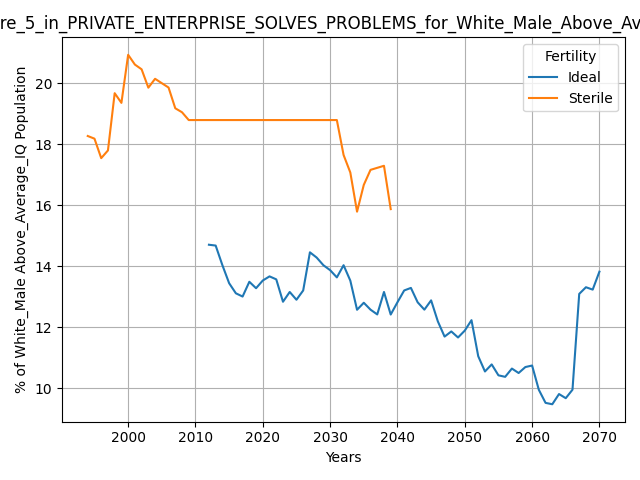 re_5_in_PRIVATE_ENTERPRISE_SOLVES_PROBLEMS_for_White_Male_Above_Av
Fertility
Ideal
Sterile
% of White_Male Above_Average_IQ Population
20
18
16
14
12
10
2000 2010 2020 2030 2040 2050 2060 2070
Years